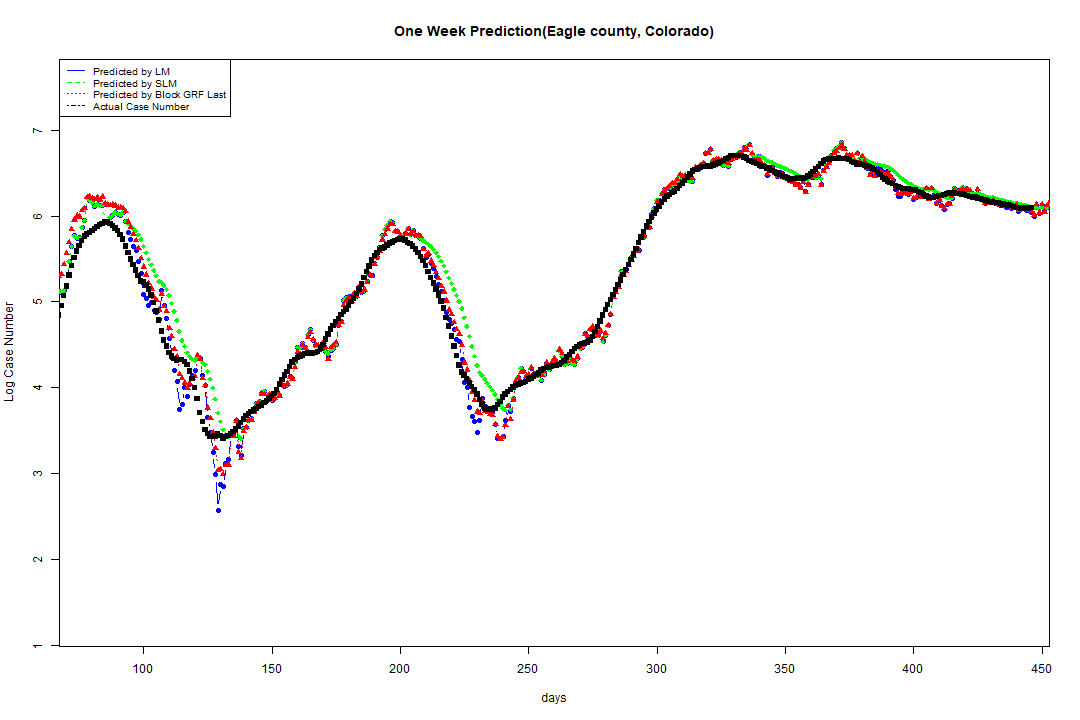 One Week Prediction(Eagle county, Colorado)
Predicted by LM
Predicted by SLM
Predicted by Block GRF Last
Actual Case Number
7
6
5
4
3
2
1
Log Case Number
100 150 200 250 300 350 400 450
days